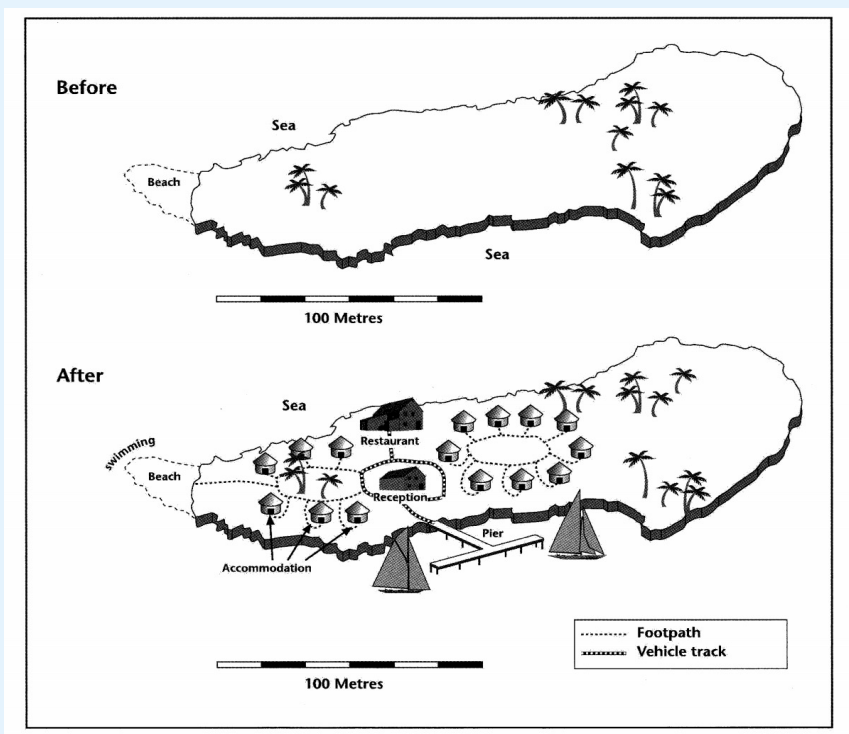 Before
Sea
Beach
Sea
100 Metres
After
Sea
Restaurant
swimming
Beach
Reception
Pier
Accommodation
Footpath
Vehicle track
100 Metres